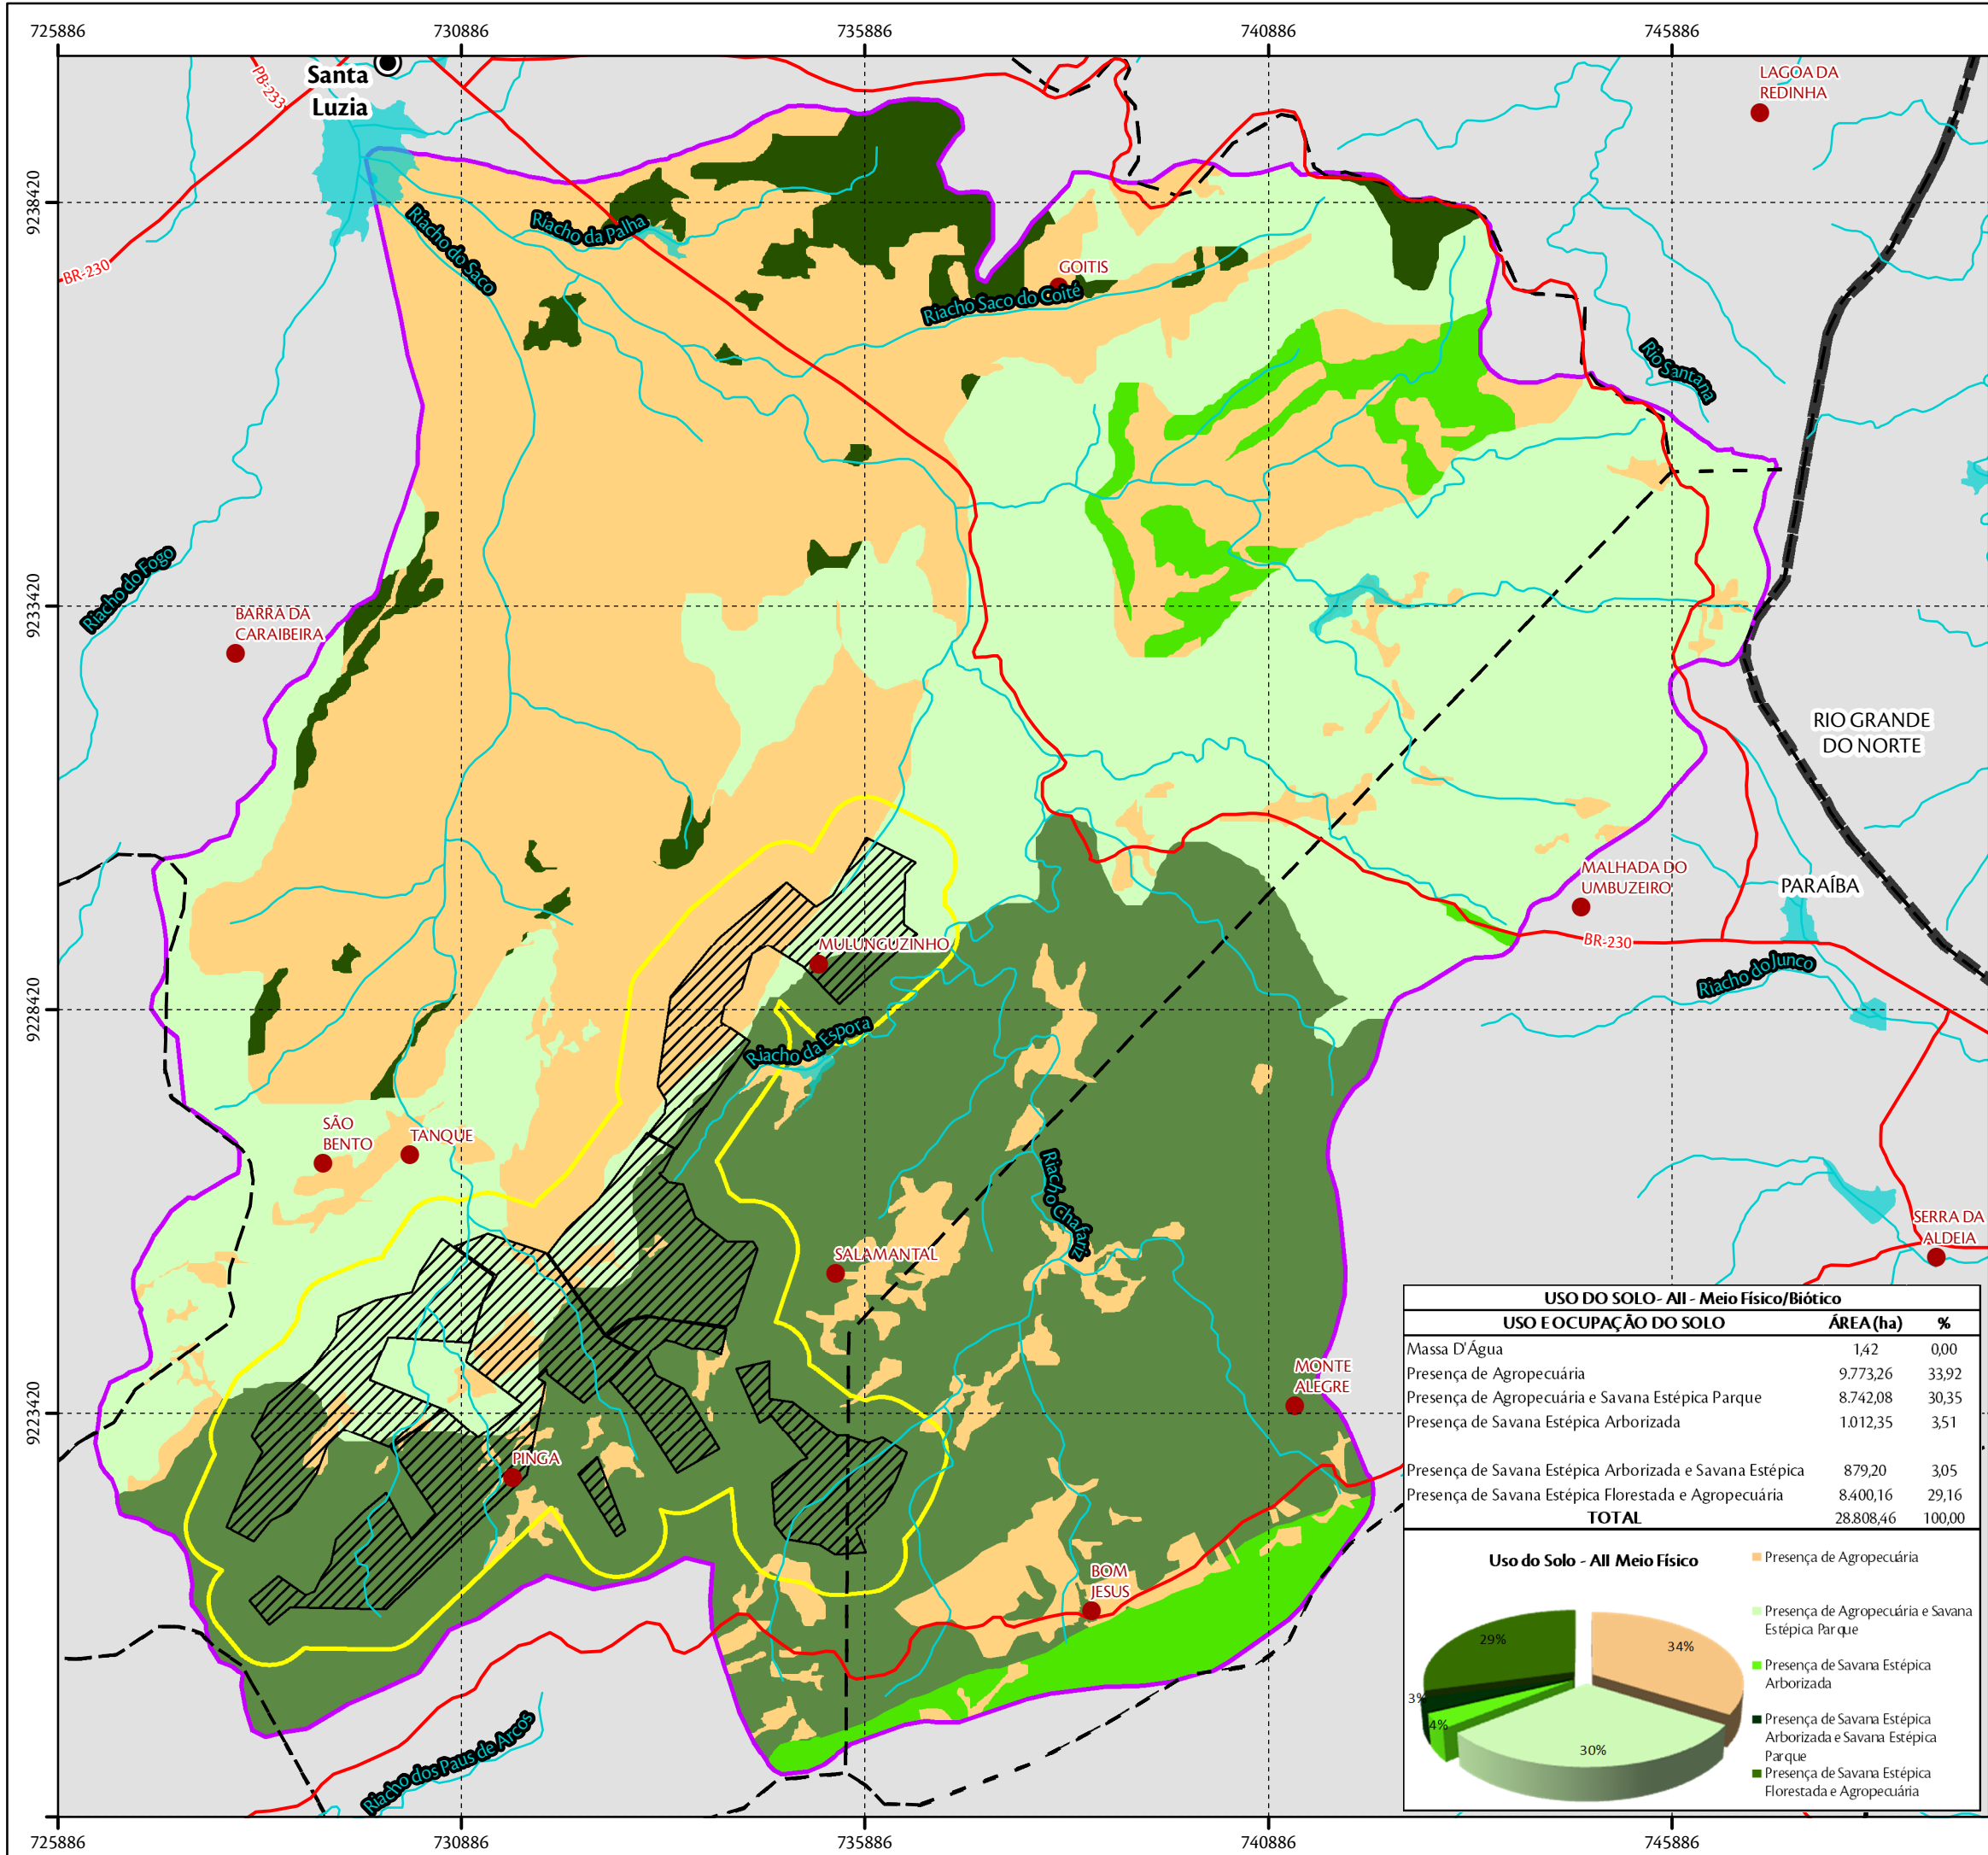 725886
730886
735886
740886
745886
Santa
Luzia
PB-233
BR-230
LAGOA DA
REDINHA
9238420
Riacho do Saco
Riacho da Palha
GOITIS
Riacho Saco do Coité
Rio Santana
Riacho do Fogo
9233420
BARRA DA
CARAIBEIRA
RIO GRANDE
DO NORTE
MALHADA DO
UMBUZEIRO
PARAÍBA
BR-230
MULUNGUZINHO
Riacho do Junco
9228420
Riacho da Espora
SÃO
BENTO
TANQUE
Riacho Chafariz
SALAMANTAL
SERRA DA
ALDEIA
MONTE
ALEGRE
9223420
PINGA
BOM
JESUS
Riacho dos Paus de Arcos
USO DO SOLO- AII - Meio Físico/Biótico
USO E OCUPAÇÃO DO SOLO ÁREA (ha) %
Massa D'Água 1,42 0,00
Presença de Agropecuária 9.773,26 33,92
Presença de Agropecuária e Savana Estépica Parque 8.742,08 30,35
Presença de Savana Estépica Arborizada 1.012,35 3,51
Presença de Savana Estépica Arborizada e Savana Estépica 879,20 3,05
Presença de Savana Estépica Florestada e Agropecuária 8.400,16 29,16
TOTAL 28.808,46 100,00
Uso do Solo - AII Meio Físico
29%
34%
3%
4%
30%
Presença de Agropecuária
Presença de Agropecuária e Savana
Estépica Parque
Presença de Savana Estépica
Arborizada
Presença de Savana Estépica
Arborizada e Savana Estépica
Parque
Presença de Savana Estépica
Florestada e Agropecuária
725886
730886
735886
740886
745886